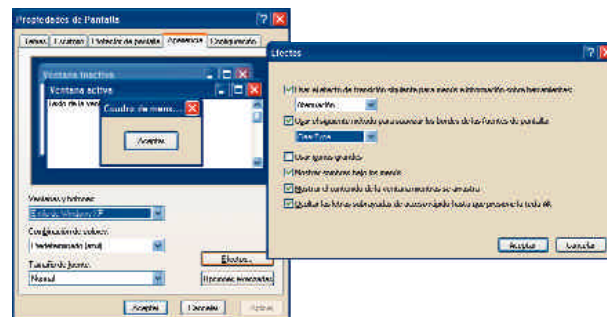 Propiedades de Pantalla
Temas Escritorio Protector de pantalla Apariencia Configuración
Ventana inactiva
Ventana activa
Texto de la ven
Cuadro de mens...
Aceptar
Ventanas y botones:
Estilo de Windows XP
Combinación de colores:
Predeterminado (azul)
Tamaño de fuente:
Normal
Efectos...
Opciones avanzadas
Aceptar Cancelar Aplicar
Efectos
Usar el efecto de transición siguiente para menús e información sobre herramientas:
Atenuación
Usar el siguiente método para suavizar los bordes de las fuentes de pantalla:
ClearType
Usar iconos grandes
Mostrar sombras bajo los menús
Mostrar el contenido de la ventana mientras se arrastra
Ocultar las letras subrayadas de acceso rápido hasta que presione la tecla Alt
Aceptar Cancelar